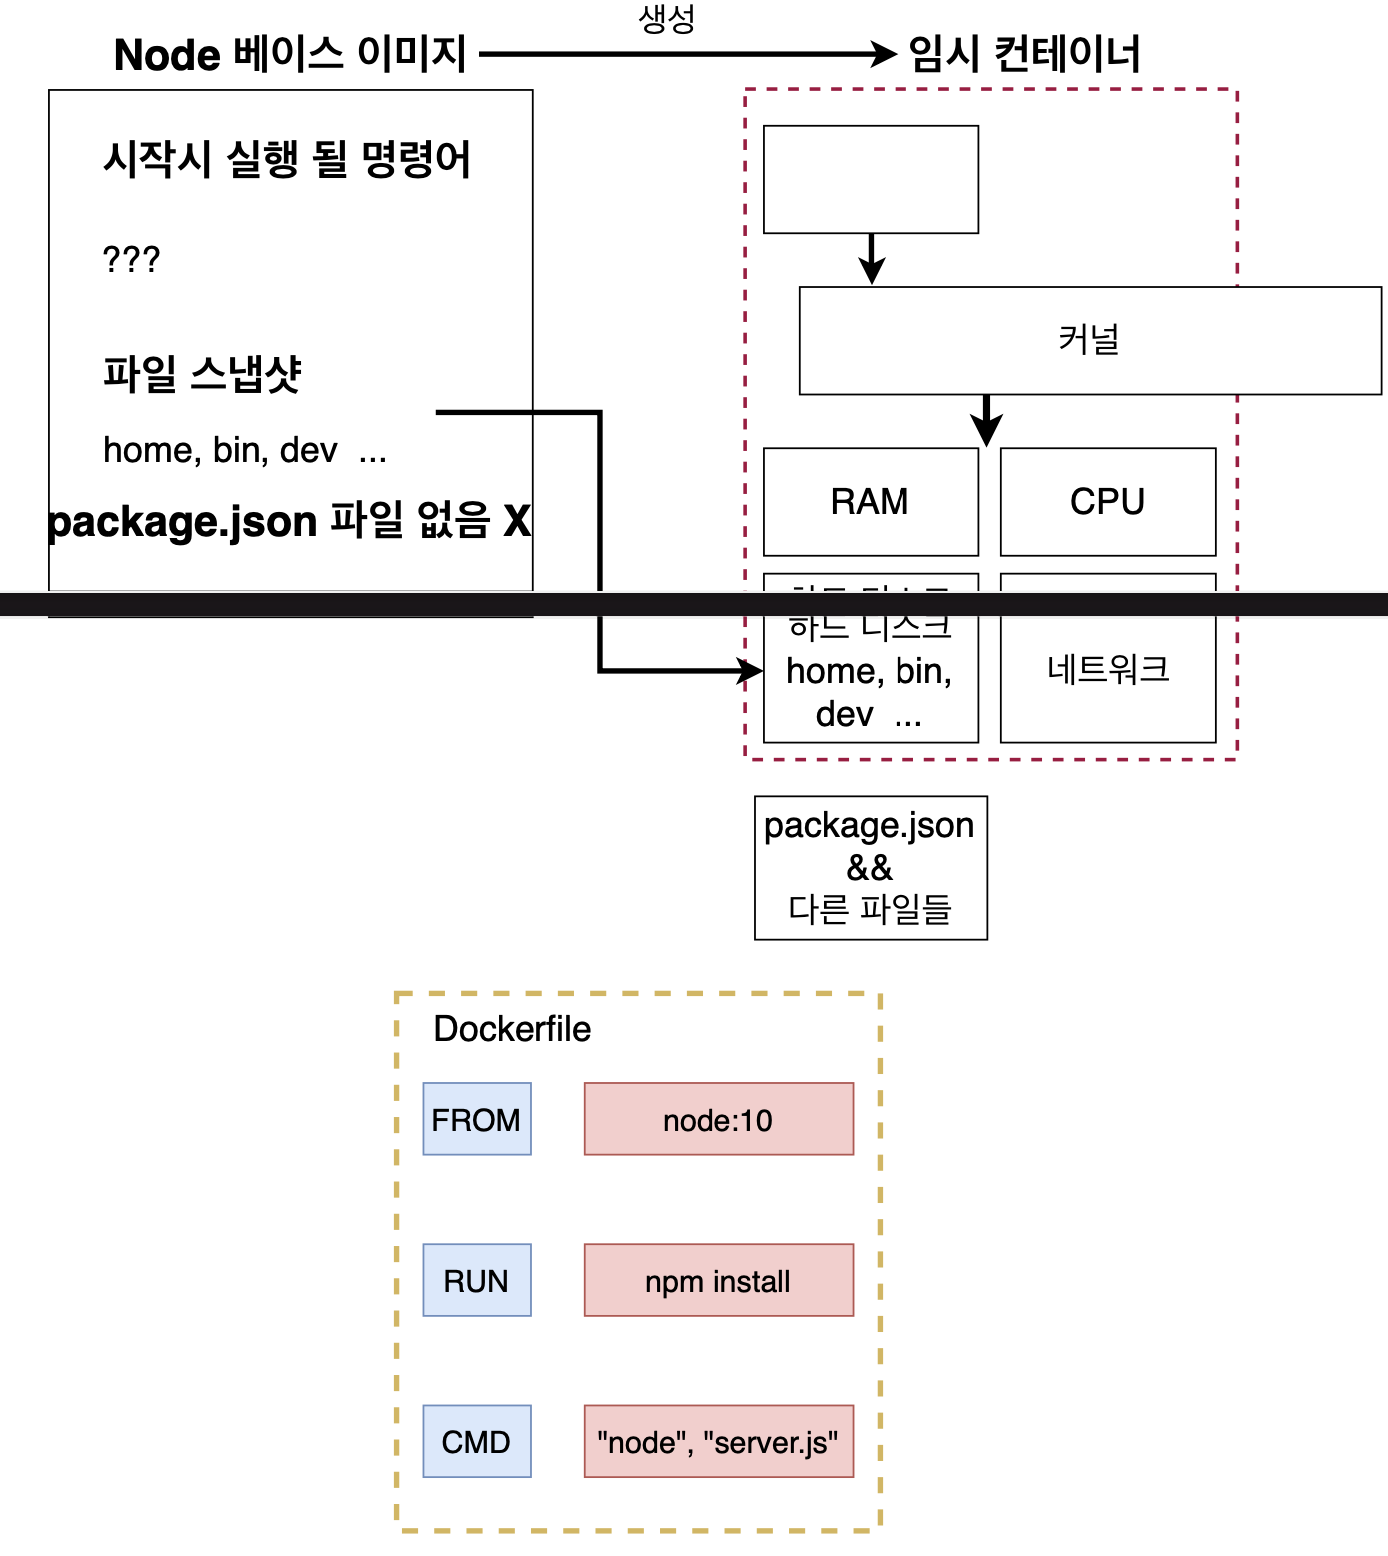 생성
Node 베이스 이미지
임시 컨테이너
시작시 실행 될 명령어
???
파일 스냅샷
home, bin, dev ...
package.json 파일 없음 X
커널
RAM
CPU
하드 디스크
home, bin,
dev ...
네트워크
package.json
&&
다른 파일들
Dockerfile
FROM
node:10
RUN
npm install
CMD
"node", "server.js"